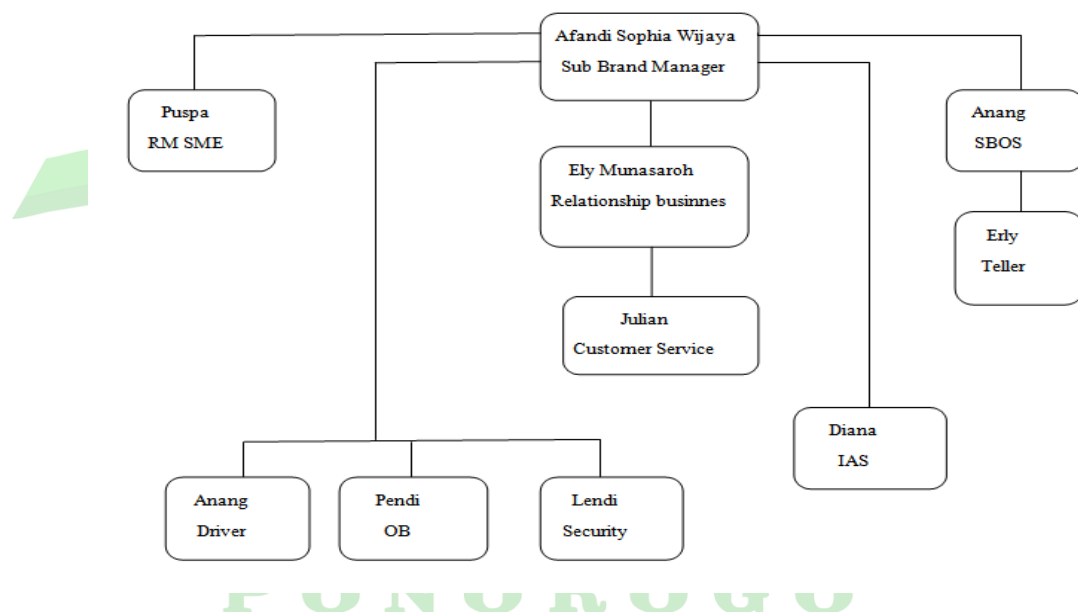 Afandi Sophia Wijaya
Sub Brand Manager
Puspa
RM SME
Anang
SBOS
Ely Munasaroh
Relationship businnes
Erly
Teller
Julian
Customer Service
Diana
IAS
Anang
Driver
Pendi
OB
Lendi
Security
PONOROGO